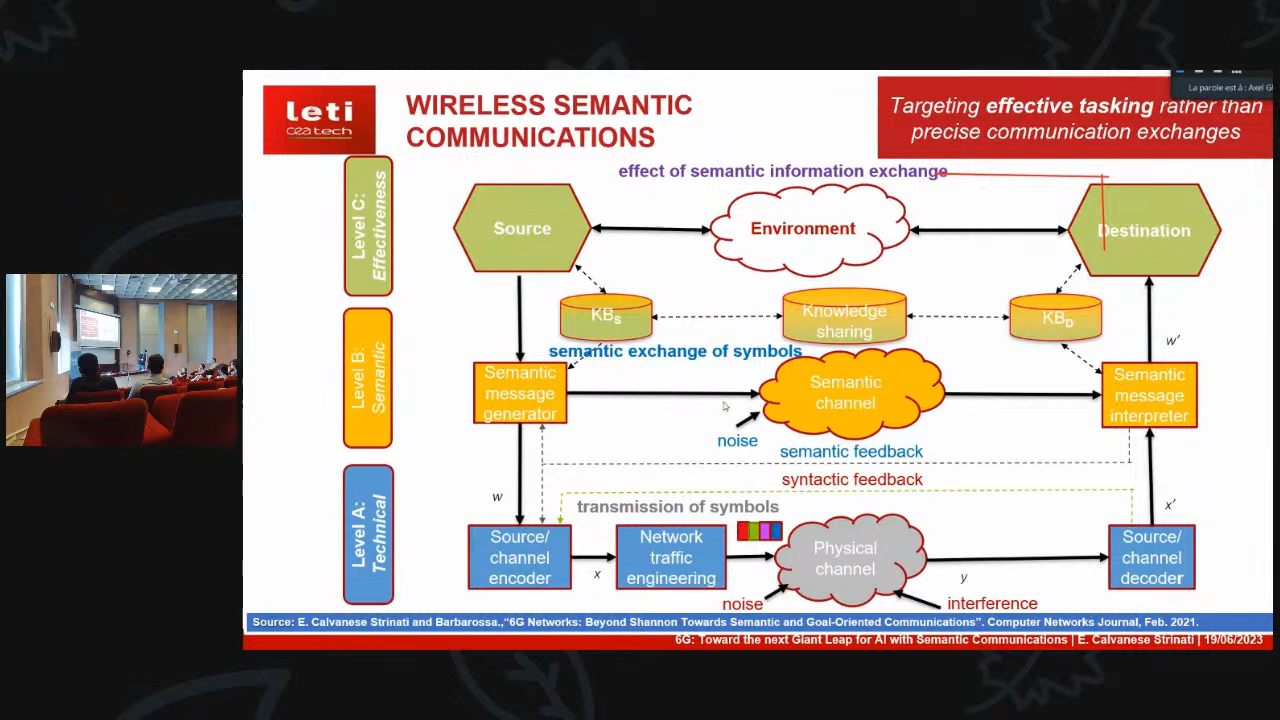 La parole est à : Axel G
leti
ceatech
WIRELESS SEMANTIC
COMMUNICATIONS
Targeting effective tasking rather than
precise communication exchanges
effect of semantic information exchange
Level C:
Effectiveness
Source
Environment
Destination
KBS
Knowledge
sharing
KBD
semantic exchange of symbols
w'
Level B:
Semantic
Semantic
message
generator
Semantic
channel
Semantic
message
interpreter
noise
semantic feedback
syntactic feedback
w
transmission of symbols
x'
Level A:
Technical
Source/
channel
encoder
x
Network
traffic
engineering
Physical
channel
y
Source/
channel
decoder
noise
interference
Source: E. Calvanese Strinati and Barbarossa.,“6G Networks: Beyond Shannon Towards Semantic and Goal-Oriented Communications”. Computer Networks Journal, Feb. 2021.
6G: Toward the next Giant Leap for AI with Semantic Communications | E. Calvanese Strinati | 19/06/2023